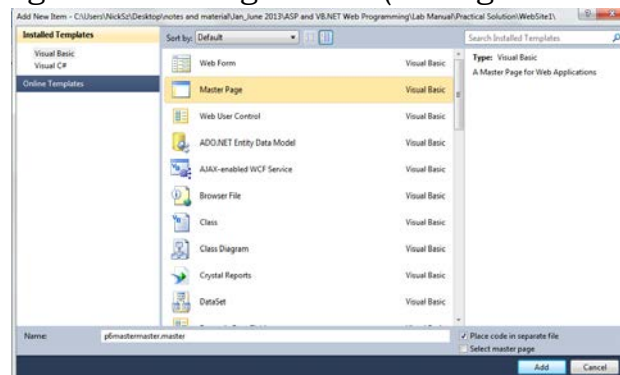 Add New Item - C:\Users\NickSz\Desktop\notes and material\Jan_June 2013\ASP and VB.NET Web Programming\Lab Manual\Practical Solution\WebSite1\
Installed Templates
Sort by: Default
Search Installed Templates
Visual Basic
Visual C#
Online Templates
Web Form Visual Basic
Master Page Visual Basic
Web User Control Visual Basic
ADO.NET Entity Data Model Visual Basic
AJAX-enabled WCF Service Visual Basic
Browser File Visual Basic
Class Visual Basic
Class Diagram Visual Basic
Crystal Reports Visual Basic
DataSet Visual Basic
Type: Visual Basic
A Master Page for Web Applications
Name: p6mastermaster.master
Place code in separate file
Select master page
Add Cancel